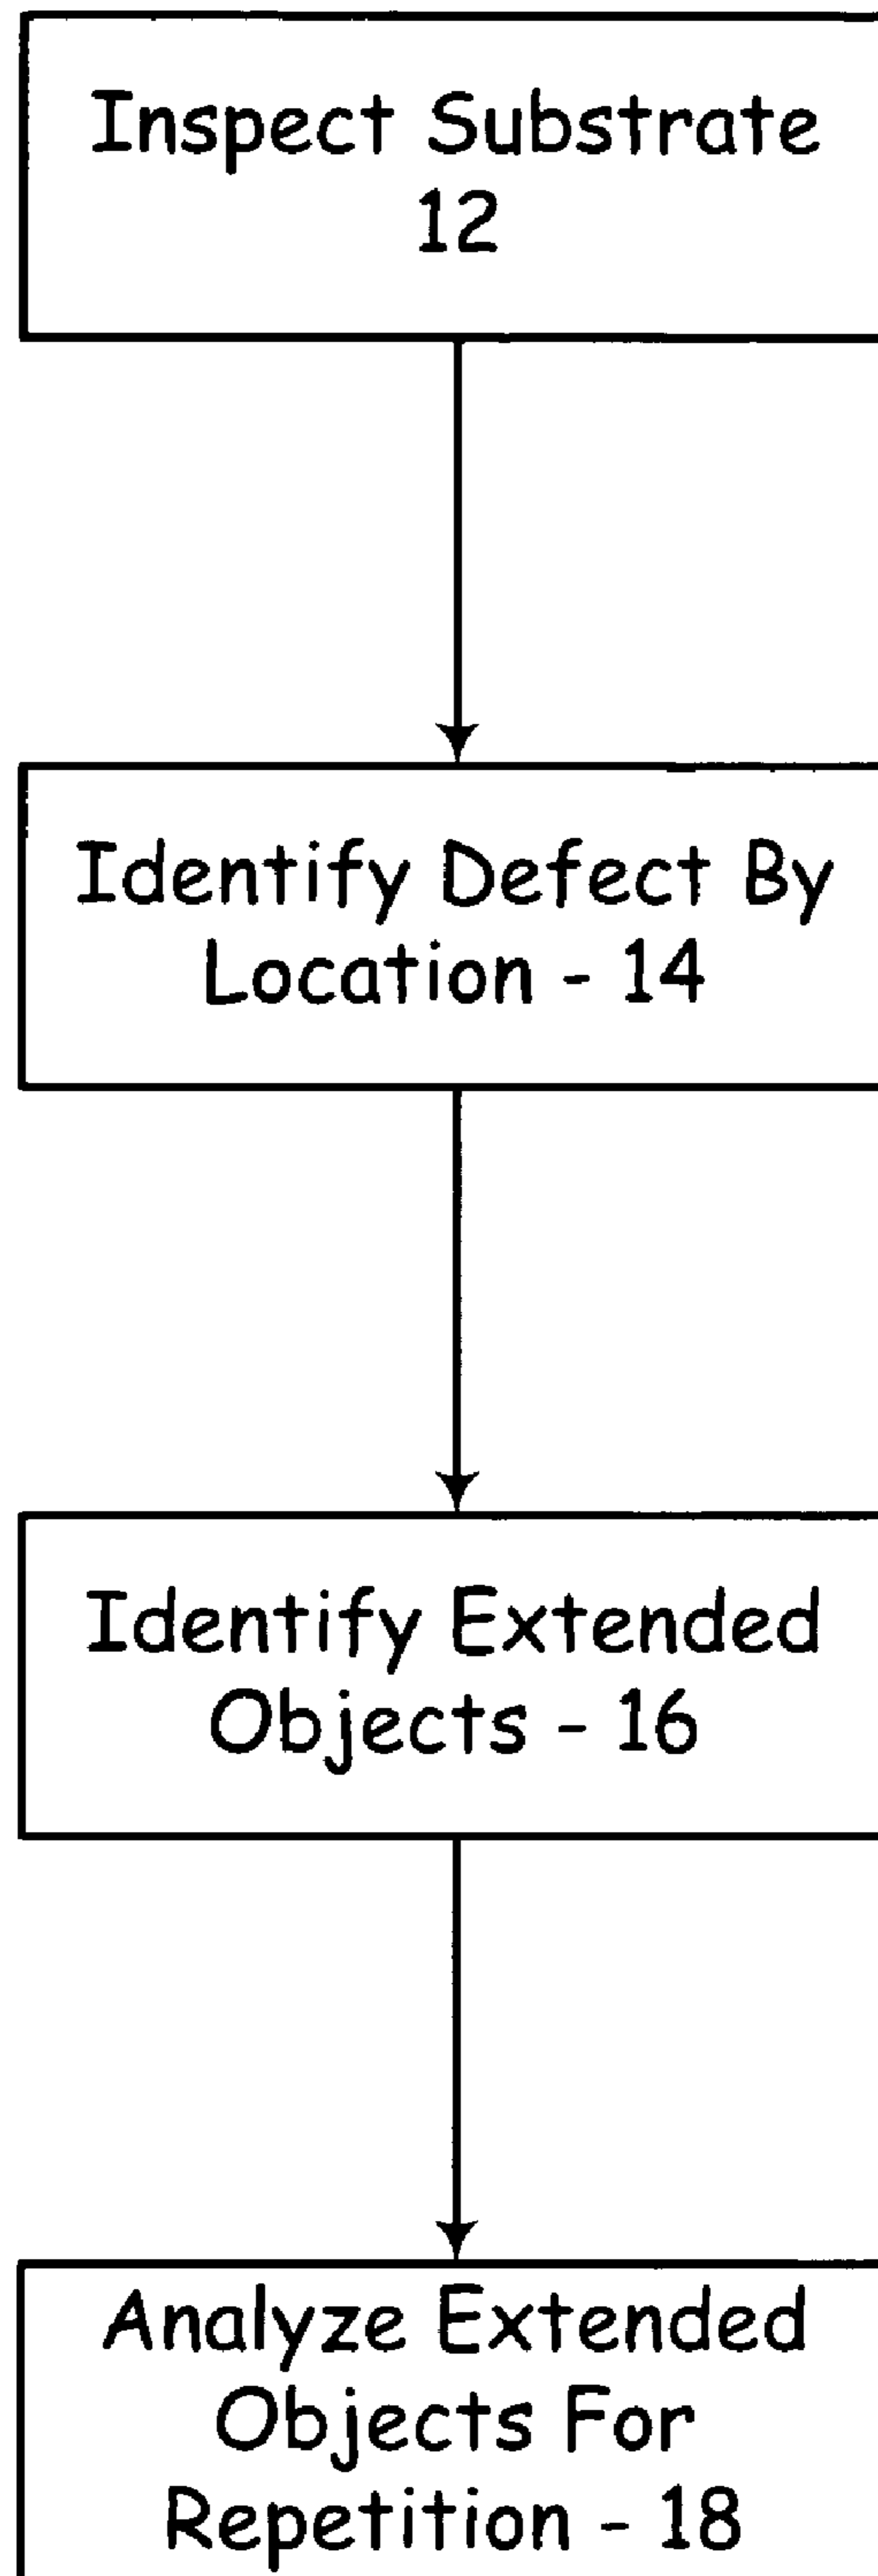 Inspect Substrate
12
Identify Defect By
Location - 14
Identify Extended
Objects - 16
Analyze Extended
Objects For
Repetition - 18